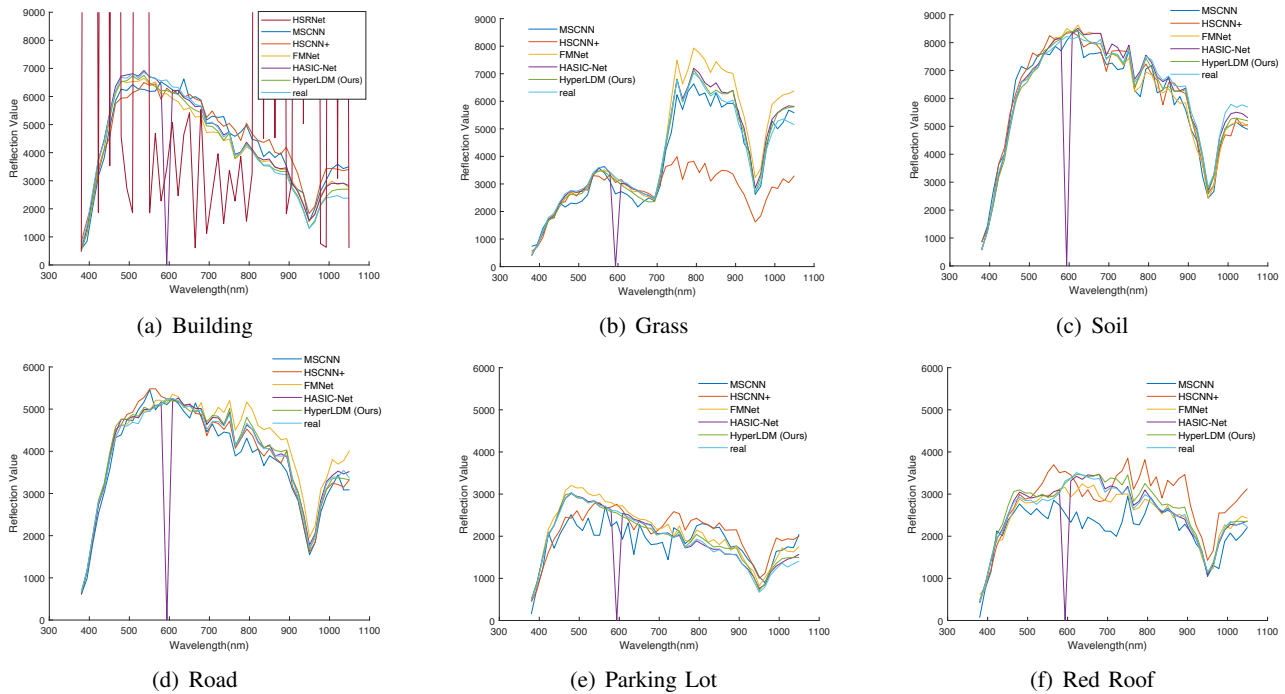 9000
8000
7000
6000
5000
4000
3000
2000
1000
0
Reflection Value
300 400 500 600 700 800 900 1000 1100
Wavelength(nm)
HSRNet
MSCNN
HSCNN+
FMNet
HASIC-Net
HyperLDM (Ours)
real
(a) Building
9000
8000
7000
6000
5000
4000
3000
2000
1000
0
Reflection Value
300 400 500 600 700 800 900 1000 1100
Wavelength(nm)
MSCNN
HSCNN+
FMNet
HASIC-Net
HyperLDM (Ours)
real
(b) Grass
9000
8000
7000
6000
5000
4000
3000
2000
1000
0
Reflection Value
300 400 500 600 700 800 900 1000 1100
Wavelength(nm)
MSCNN
HSCNN+
FMNet
HASIC-Net
HyperLDM (Ours)
real
(c) Soil
6000
5000
4000
3000
2000
1000
0
Reflection Value
300 400 500 600 700 800 900 1000 1100
Wavelength(nm)
MSCNN
HSCNN+
FMNet
HASIC-Net
HyperLDM (Ours)
real
(d) Road
6000
5000
4000
3000
2000
1000
0
Reflection Value
300 400 500 600 700 800 900 1000 1100
Wavelength(nm)
MSCNN
HSCNN+
FMNet
HASIC-Net
HyperLDM (Ours)
real
(e) Parking Lot
6000
5000
4000
3000
2000
1000
0
Reflection Value
300 400 500 600 700 800 900 1000 1100
Wavelength(nm)
MSCNN
HSCNN+
FMNet
HASIC-Net
HyperLDM (Ours)
real
(f) Red Roof